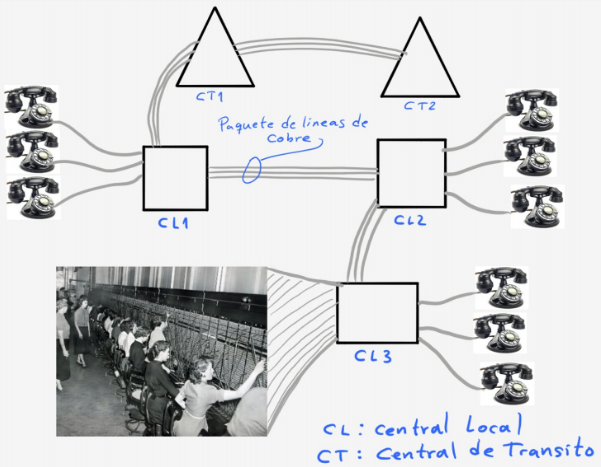 CT1
CT2
Paquete de lineas de
Cobre
CL1
CL2
CL3
CL: Central Local
CT: Central de Transito